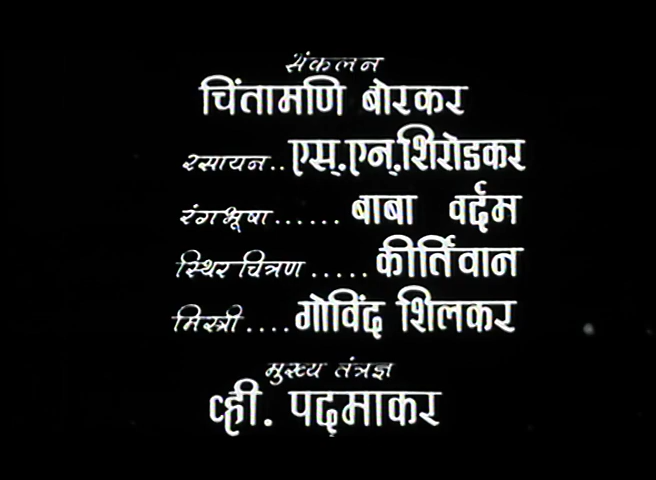 संकलन
चिंतामणि बोरकर
रसायन.. एस्.एन्.शिरोडकर
रंगभूषा...... बाबा वर्दम
स्थिर चित्रण..... कीर्तिवान
मिस्त्री.... गोविंद शिलकर
मुख्य तंत्रज्ञ
व्ही. पद्माकर